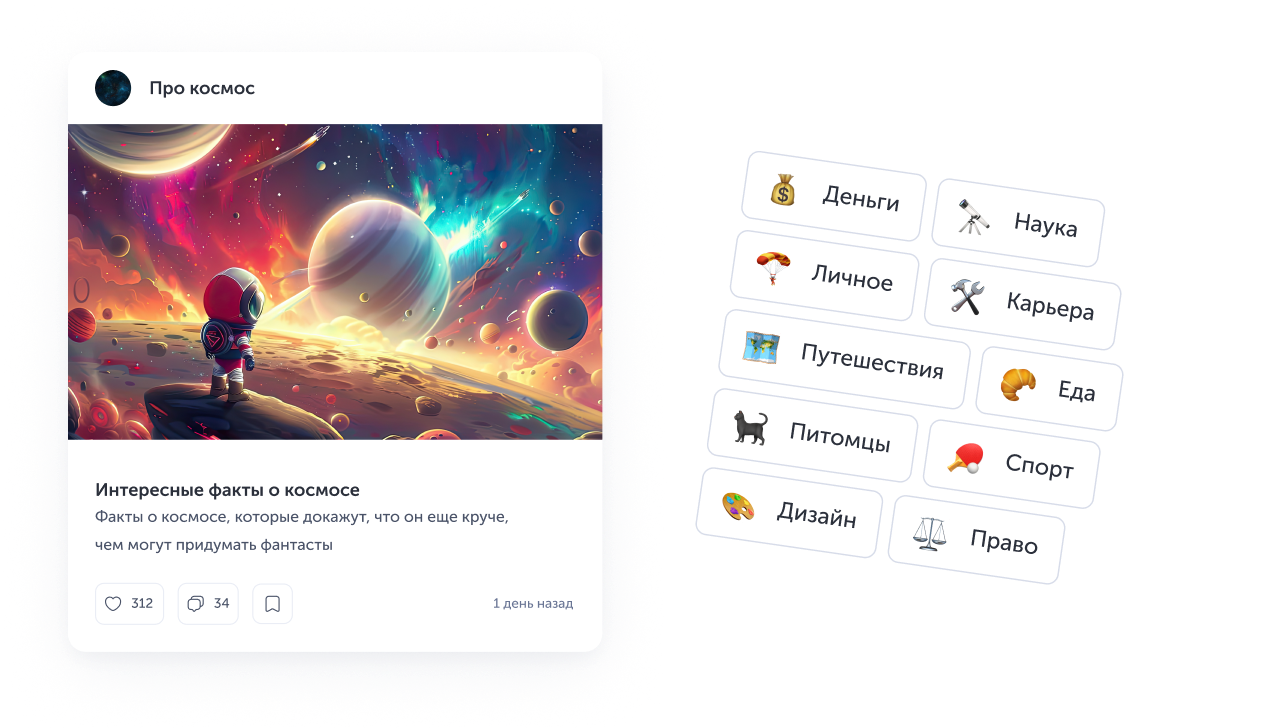 Про космос
Интересные факты о космосе
Факты о космосе, которые докажут, что он еще круче,
чем могут придумать фантасты
312
34
1 день назад
Деньги
Наука
Личное
Карьера
Путешествия
Еда
Питомцы
Спорт
Дизайн
Право